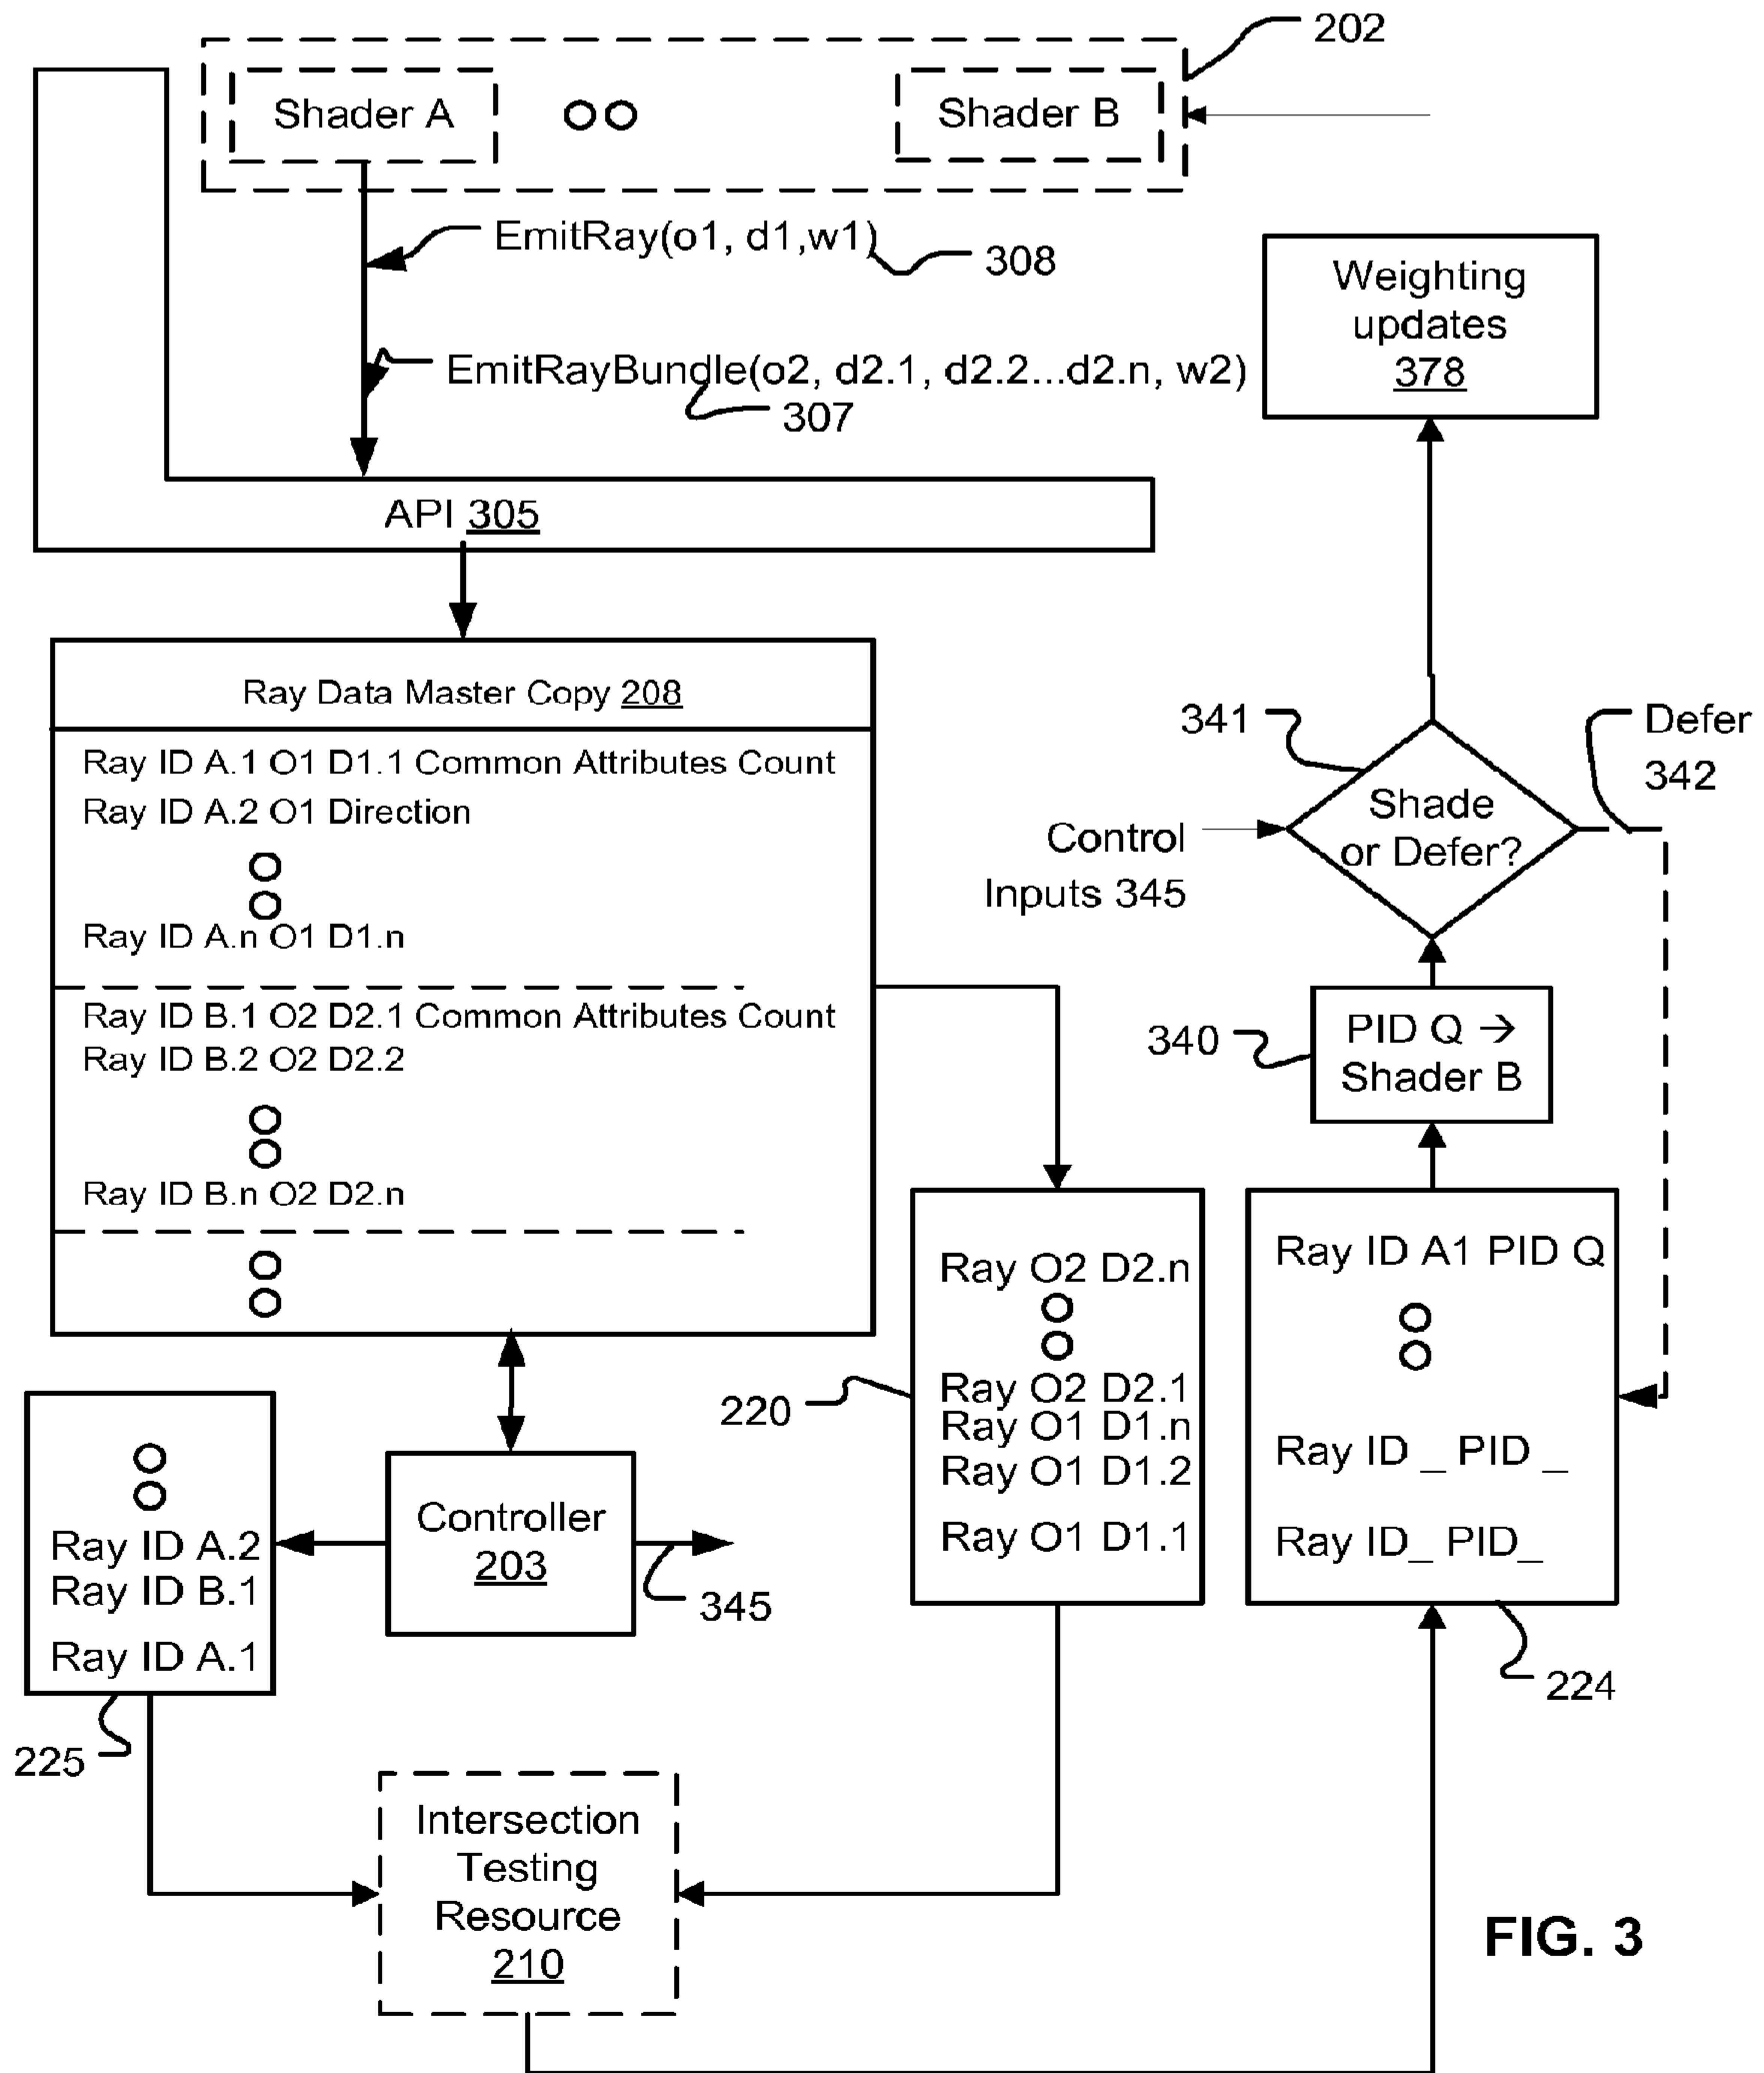 202
Shader A
Shader B
EmitRay(o1, d1,w1)
308
EmitRayBundle(o2, d2.1, d2.2...d2.n, w2)
307
Weighting
updates
378
API 305
Ray Data Master Copy 208
Ray ID A.1 O1 D1.1 Common Attributes Count
Ray ID A.2 O1 Direction
Ray ID A.n O1 D1.n
Ray ID B.1 O2 D2.1 Common Attributes Count
Ray ID B.2 O2 D2.2
Ray ID B.n O2 D2.n
341
Defer
342
Shade
or Defer?
Control
Inputs 345
340
PID Q →
Shader B
Ray O2 D2.n
Ray O2 D2.1
Ray O1 D1.n
Ray O1 D1.2
Ray O1 D1.1
220
Ray ID A1 PID Q
Ray ID _ PID _
Ray ID_ PID_
224
Controller
203
345
Ray ID A.2
Ray ID B.1
Ray ID A.1
225
Intersection
Testing
Resource
210
FIG. 3